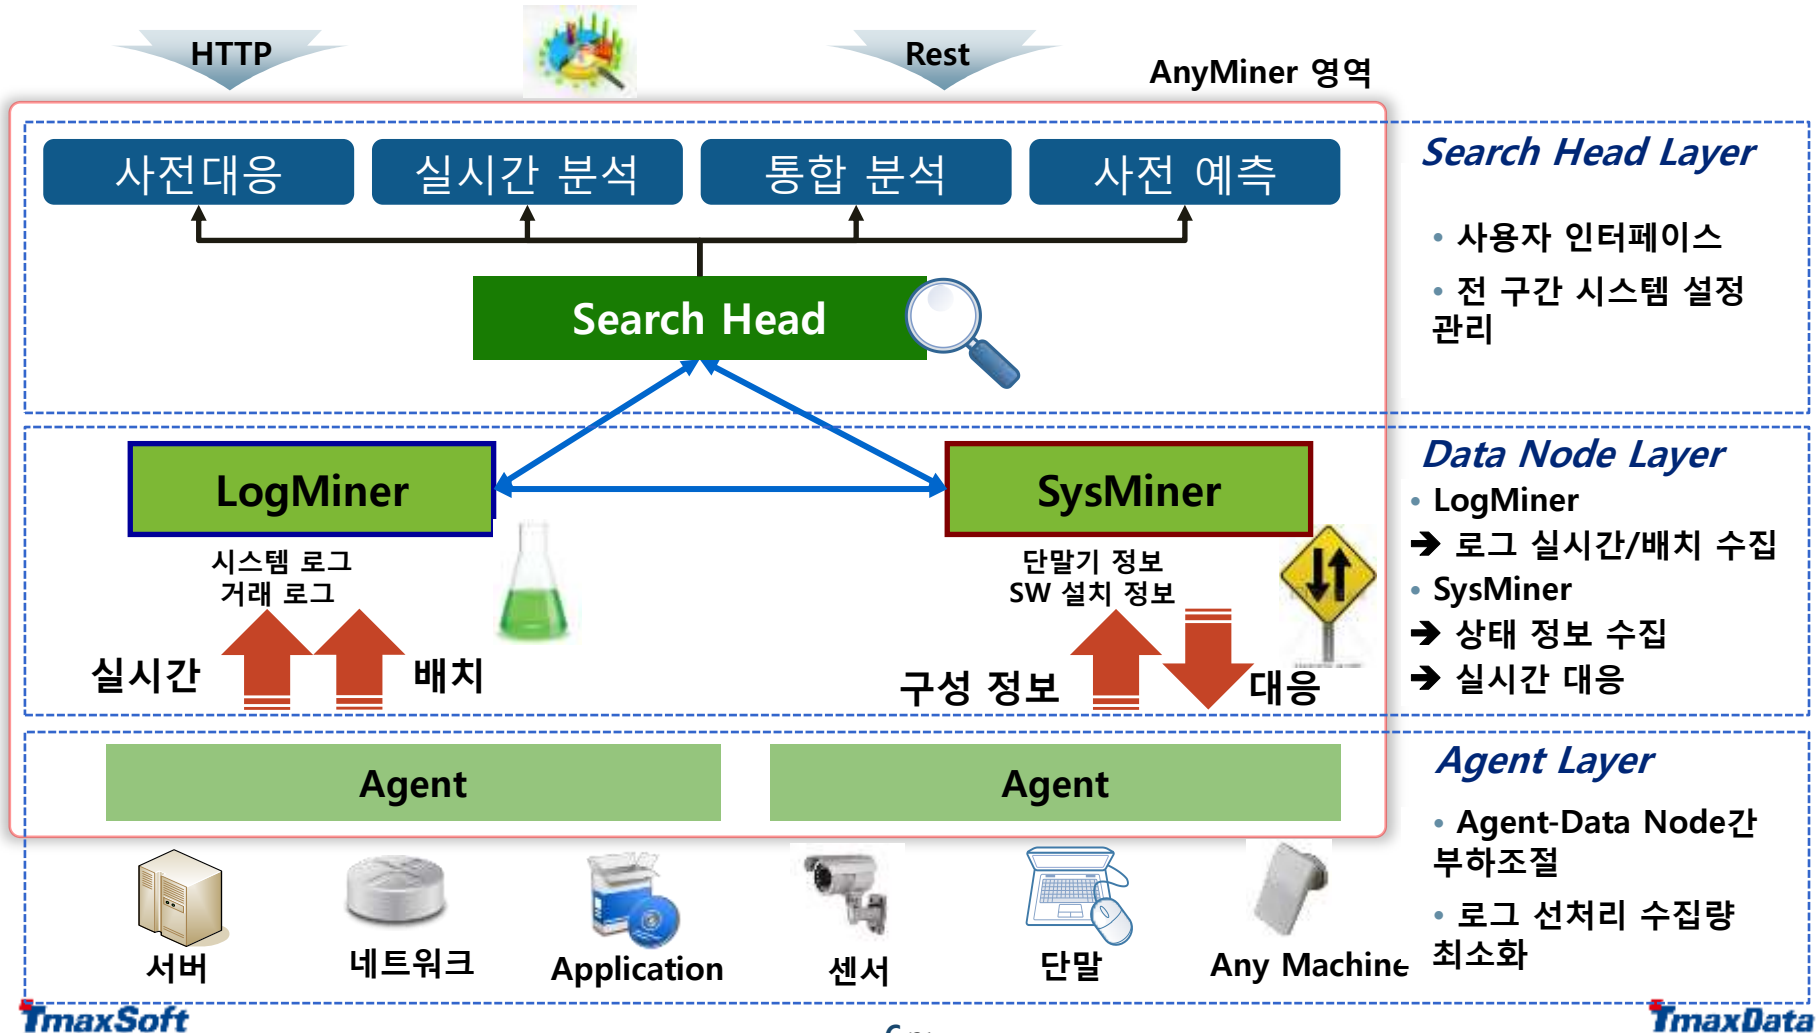 HTTP
Rest
AnyMiner 영역
사전대응
실시간 분석
통합 분석
사전 예측
Search Head
Search Head Layer
• 사용자 인터페이스
• 전 구간 시스템 설정
관리
LogMiner
SysMiner
시스템 로그
거래 로그
단말기 정보
SW 설치 정보
실시간
배치
구성 정보
대응
Data Node Layer
• LogMiner
➔ 로그 실시간/배치 수집
• SysMiner
➔ 상태 정보 수집
➔ 실시간 대응
Agent
Agent
Agent Layer
• Agent-Data Node간
부하조절
• 로그 선처리 수집량
최소화
서버
네트워크
Application
센서
단말
Any Machine
TmaxSoft
TmaxData